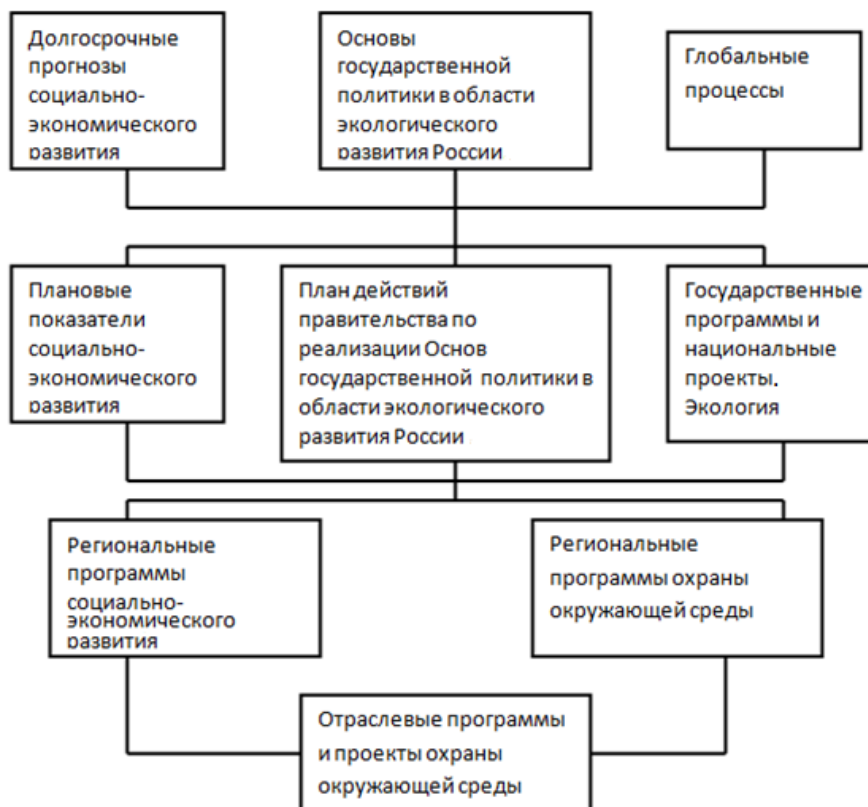 Долгосрочные
прогнозы
социально-
экономического
развития
Основы
государственной
политики в области
экологического
развития России
Глобальные
процессы
Плановые
показатели
социально-
экономического
развития
План действий
правительства по
реализации Основ
государственной политики в
области экологического
развития России
Государственные
программы и
национальные
проекты.
Экология
Региональные
программы
социально-
экономического
развития
Региональные
программы охраны
окружающей среды
Отраслевые программы
и проекты охраны
окружающей среды